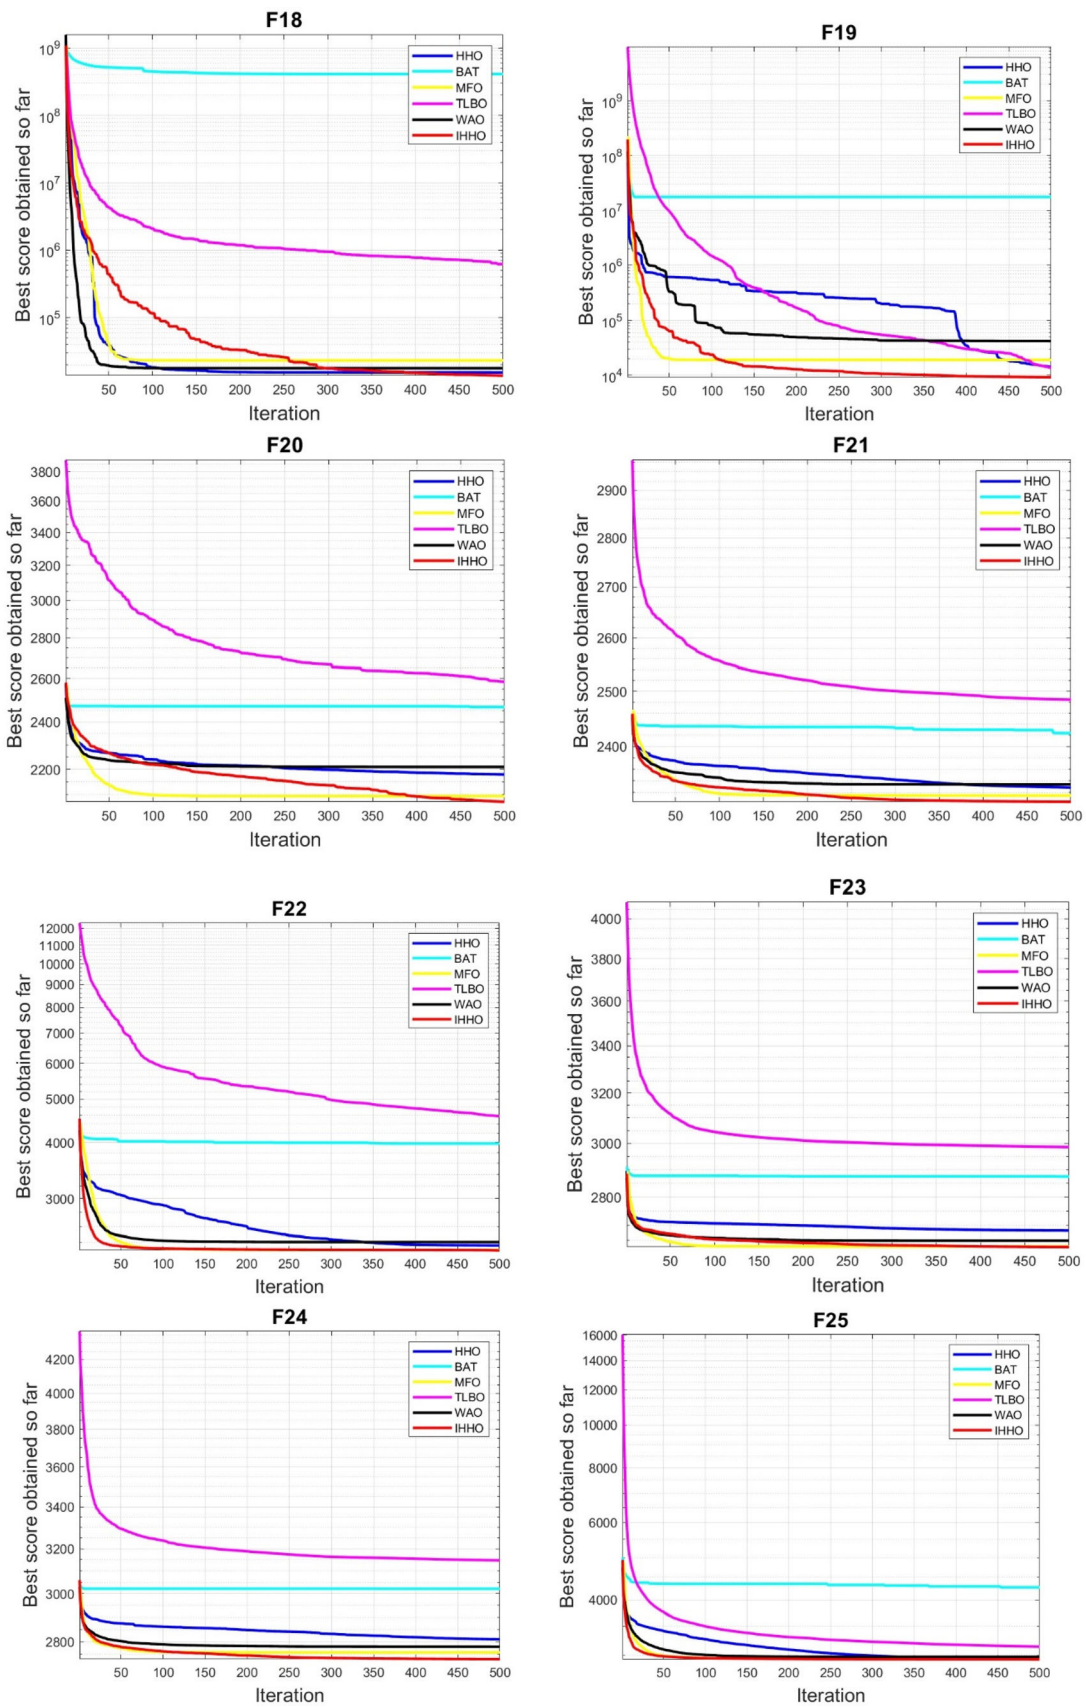 F18
Best score obtained so far
10^9
10^8
10^7
10^6
10^5
HHO
BAT
MFO
TLBO
WAO
IHHO
50 100 150 200 250 300 350 400 450 500
Iteration
F19
Best score obtained so far
10^9
10^8
10^7
10^6
10^5
10^4
HHO
BAT
MFO
TLBO
WAO
IHHO
50 100 150 200 250 300 350 400 450 500
Iteration
F20
Best score obtained so far
3800
3600
3400
3200
3000
2800
2600
2400
2200
HHO
BAT
MFO
TLBO
WAO
IHHO
50 100 150 200 250 300 350 400 450 500
Iteration
F21
Best score obtained so far
2900
2800
2700
2600
2500
2400
HHO
BAT
MFO
TLBO
WAO
IHHO
50 100 150 200 250 300 350 400 450 500
Iteration
F22
Best score obtained so far
12000
11000
10000
9000
8000
7000
6000
5000
4000
3000
HHO
BAT
MFO
TLBO
WAO
IHHO
50 100 150 200 250 300 350 400 450 500
Iteration
F23
Best score obtained so far
4000
3800
3600
3400
3200
3000
2800
HHO
BAT
MFO
TLBO
WAO
IHHO
50 100 150 200 250 300 350 400 450 500
Iteration
F24
Best score obtained so far
4200
4000
3800
3600
3400
3200
3000
2800
HHO
BAT
MFO
TLBO
WAO
IHHO
50 100 150 200 250 300 350 400 450 500
Iteration
F25
Best score obtained so far
16000
14000
12000
10000
8000
6000
4000
HHO
BAT
MFO
TLBO
WAO
IHHO
50 100 150 200 250 300 350 400 450 500
Iteration